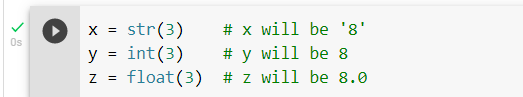 x = str(3)    # x will be '8'
0s
y = int(3)    # y will be 8
z = float(3)  # z will be 8.0